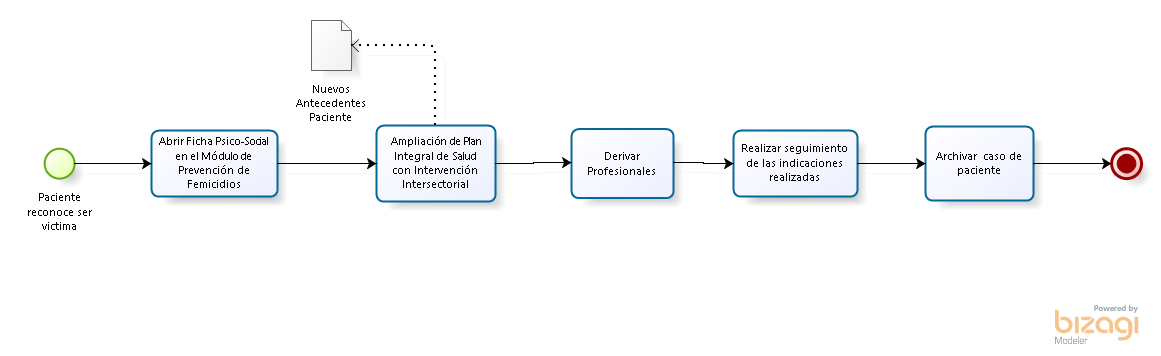 Nuevos
Antecedentes
Paciente
Paciente
reconoce ser
victima
Abrir Ficha Psico-Social
en el Módulo de
Prevención de
Femicidios
Ampliación de Plan
Integral de Salud
con Intervención
Intersectorial
Derivar
Profesionales
Realizar seguimiento
de las indicaciones
realizadas
Archivar caso de
paciente
Powered by
bizagi
Modeler